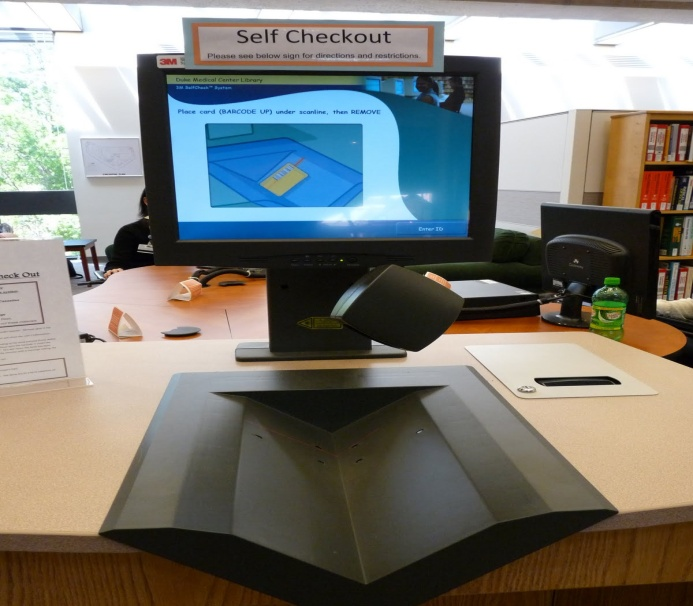 Self Checkout
Please see below sign for directions and restrictions.
3M
Duke Medical Center Library
3M SelfCheck™ System
Place card (BARCODE UP) under scanline, then REMOVE
Enter ID
Check Out